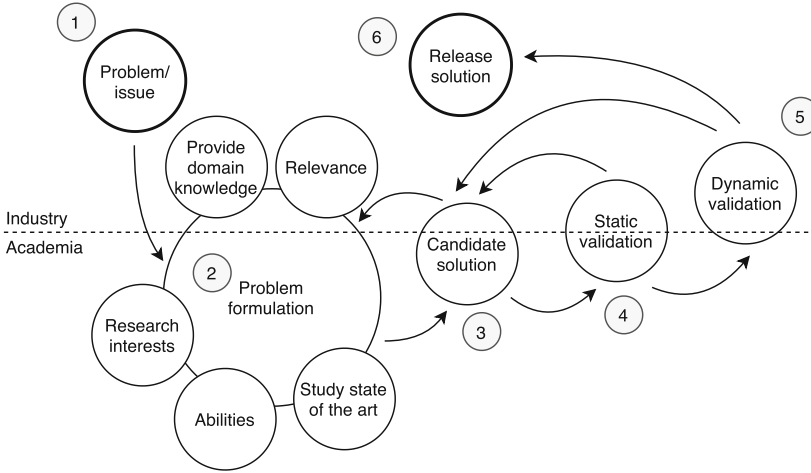 1
Problem/
issue
6
Release
solution
5
Provide
domain
knowledge
Relevance
Dynamic
validation
Industry
Academia
Static
validation
Candidate
solution
2
Problem
formulation
Research
interests
3
4
Study state
of the art
Abilities